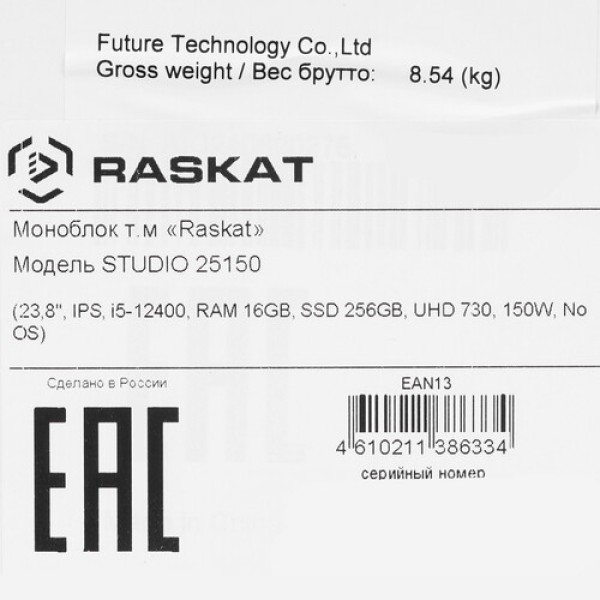 Future Technology Co.,Ltd
Gross weight / Вес брутто: 8.54 (kg)
RASKAT
Моноблок т.м «Raskat»
Модель STUDIO 25150
(23,8", IPS, i5-12400, RAM 16GB, SSD 256GB, UHD 730, 150W, No
OS)
Сделано в России
EAC
EAN13
4 610211 386334
серийный номер